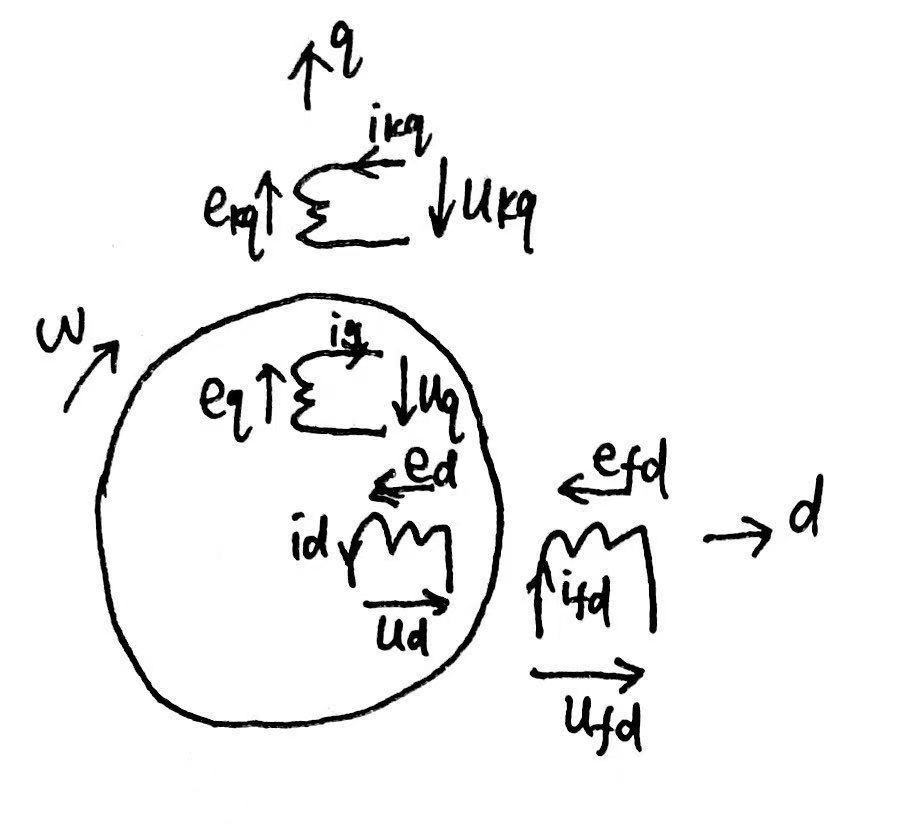 q
ikq
ekq ukq
ω
iq
eq uq
ed efd
d
id ifd
ud
ufd